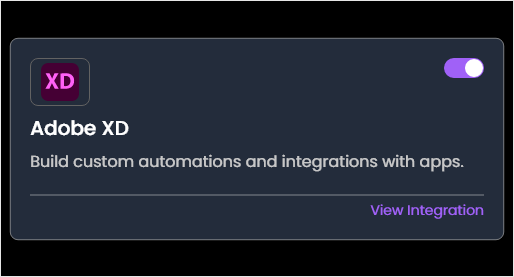 XD
Adobe XD
Build custom automations and integrations with apps.
View Integration